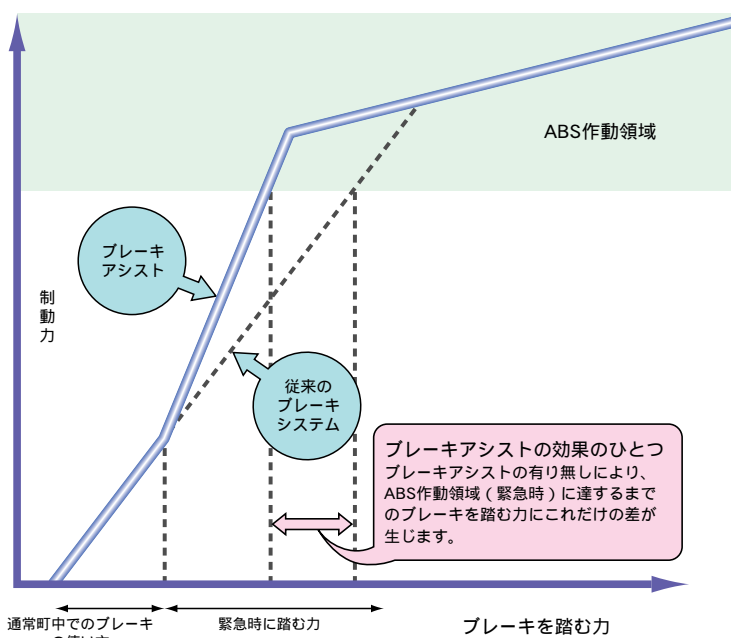 ABS作動領域
ブレーキ
アシスト
制動力
従来の
ブレーキ
システム
ブレーキアシストの効果のひとつ
ブレーキアシストの有り無しにより、
ABS作動領域（緊急時）に達するまで
のブレーキを踏む力にこれだけの差が
生じます。
通常町中でのブレーキ
の使い方
緊急時に踏む力
ブレーキを踏む力